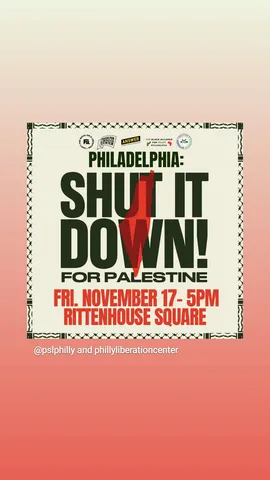 PSL
ANSWER
PHILADELPHIA:
SHUT IT
DOWN!
FOR PALESTINE
FRI. NOVEMBER 17- 5PM
RITTENHOUSE SQUARE
@pslphilly and phillyliberationcenter